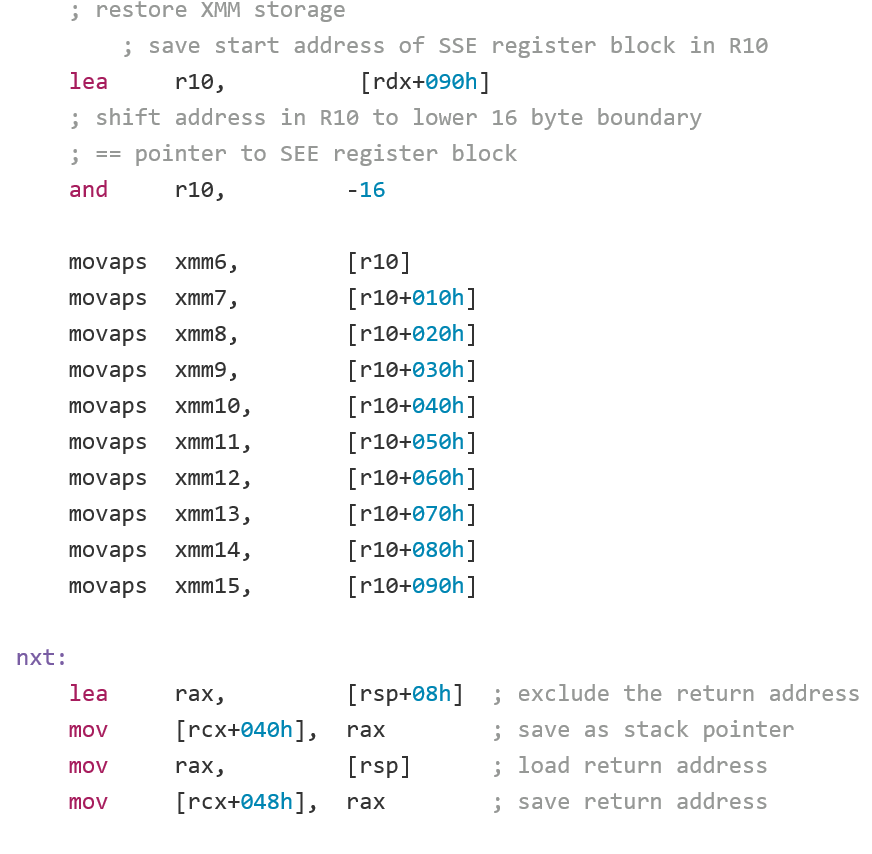 ; restore XMM storage
; save start address of SSE register block in R10
lea r10, [rdx+090h]
; shift address in R10 to lower 16 byte boundary
; == pointer to SEE register block
and r10, -16
movaps xmm6, [r10]
movaps xmm7, [r10+010h]
movaps xmm8, [r10+020h]
movaps xmm9, [r10+030h]
movaps xmm10, [r10+040h]
movaps xmm11, [r10+050h]
movaps xmm12, [r10+060h]
movaps xmm13, [r10+070h]
movaps xmm14, [r10+080h]
movaps xmm15, [r10+090h]
nxt:
lea rax, [rsp+08h] ; exclude the return address
mov [rcx+040h], rax ; save as stack pointer
mov rax, [rsp] ; load return address
mov [rcx+048h], rax ; save return address